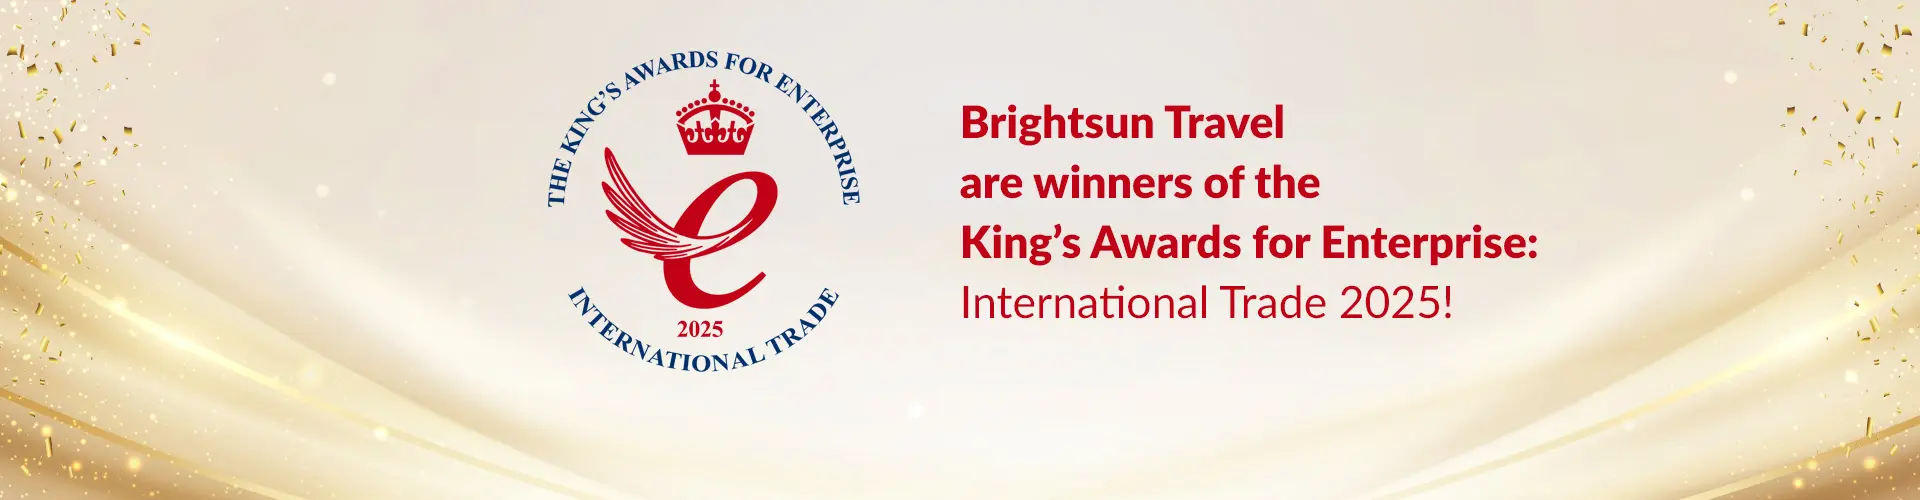 THE KING'S AWARDS FOR ENTERPRISE
e
2025
INTERNATIONAL TRADE
Brightsun Travel
are winners of the
King’s Awards for Enterprise:
International Trade 2025!